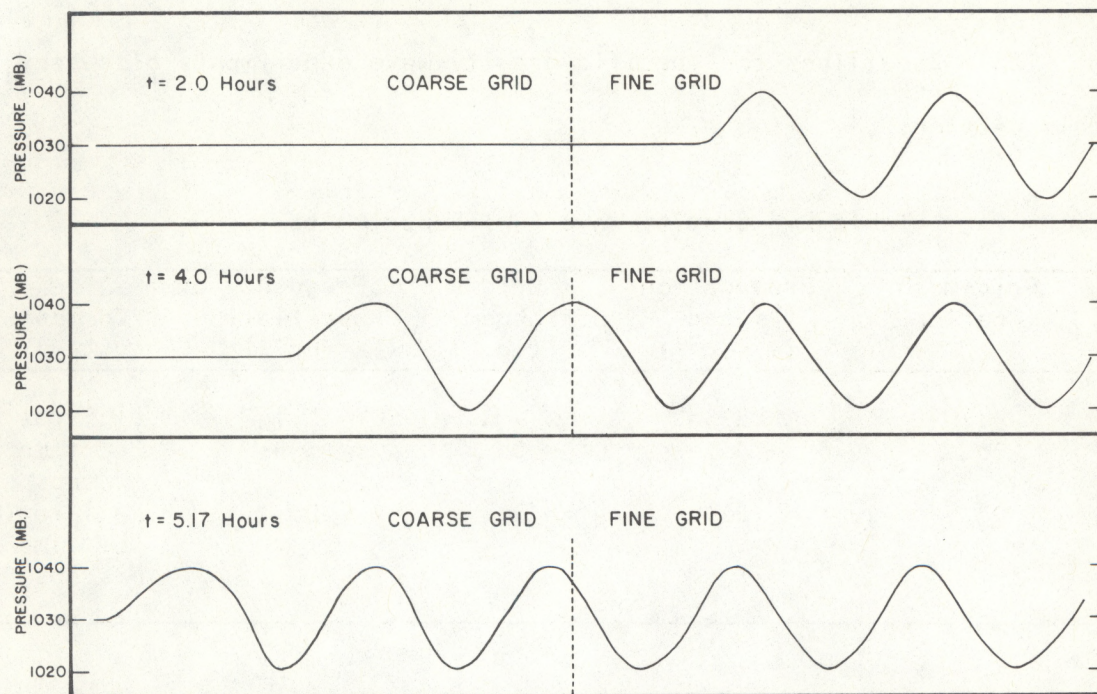 t = 2.0 Hours COARSE GRID FINE GRID
PRESSURE (MB.)
1040
1030
1020
t = 4.0 Hours COARSE GRID FINE GRID
PRESSURE (MB.)
1040
1030
1020
t = 5.17 Hours COARSE GRID FINE GRID
PRESSURE (MB.)
1040
1030
1020